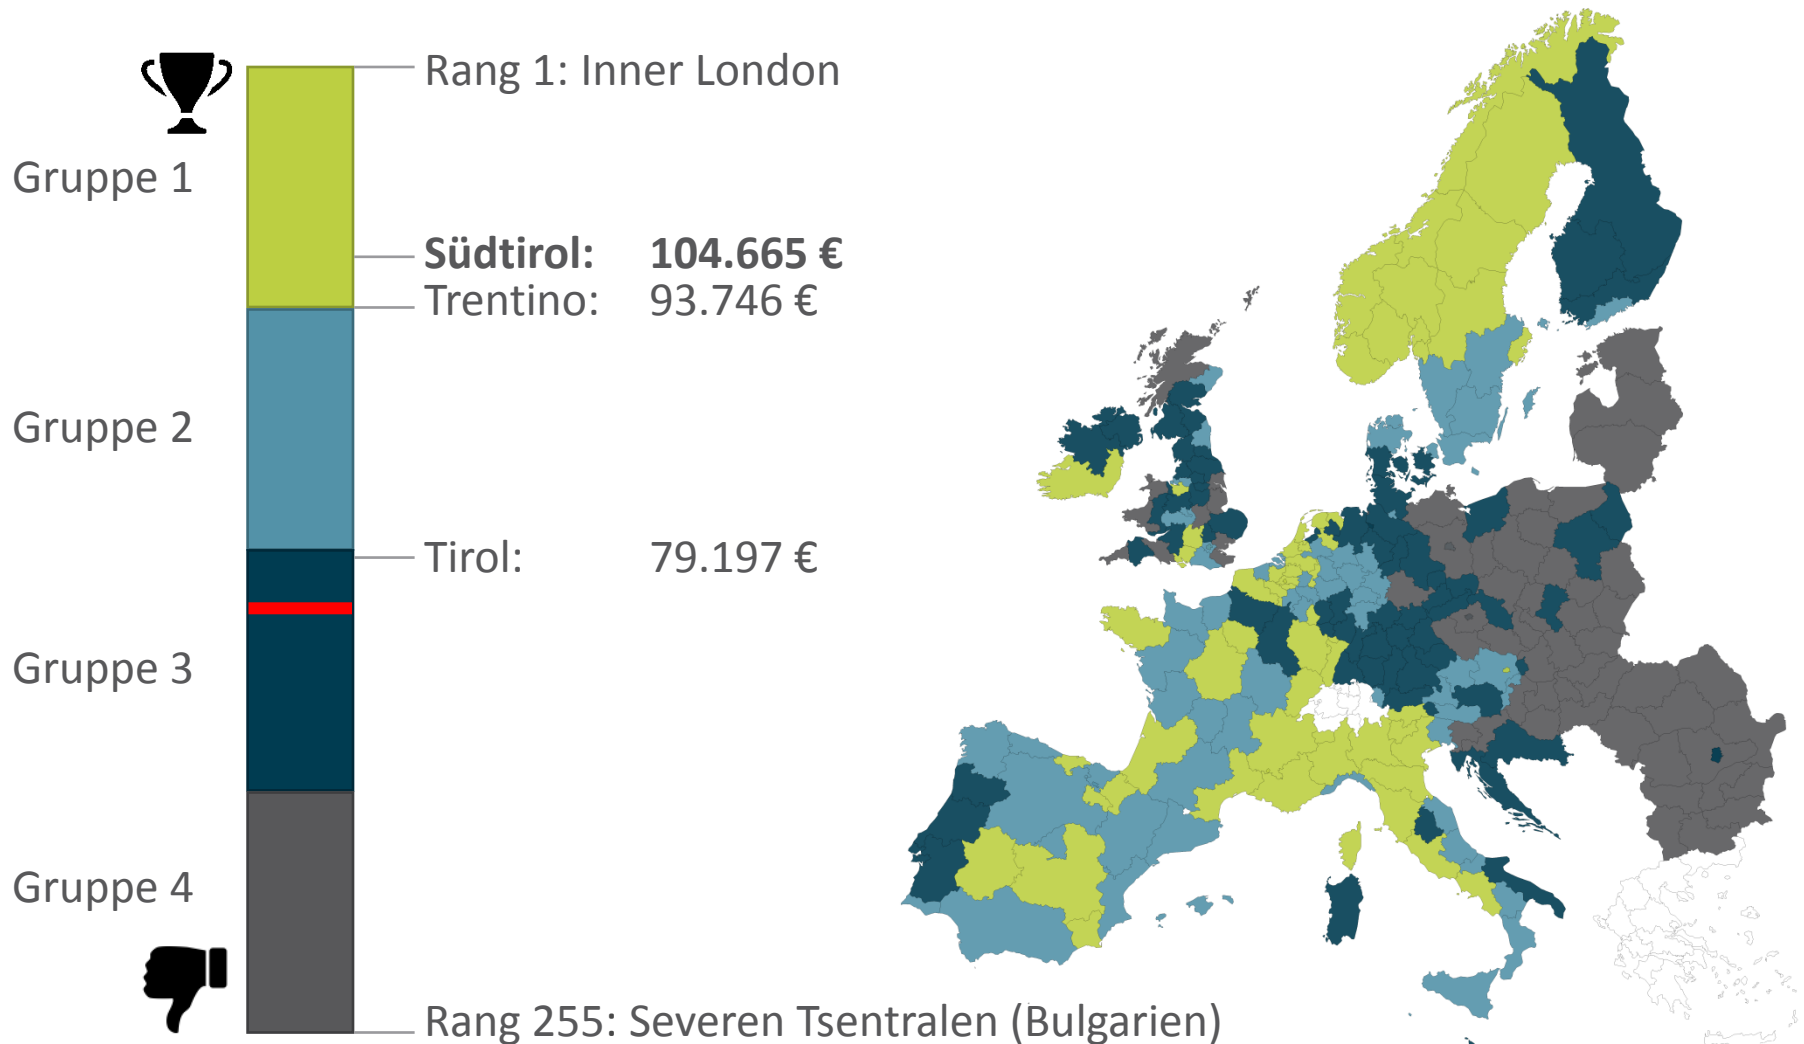 Rang 1: Inner London
Gruppe 1
Südtirol: 104.665 €
Trentino: 93.746 €
Gruppe 2
Tirol: 79.197 €
Gruppe 3
Gruppe 4
Rang 255: Severen Tsentralen (Bulgarien)